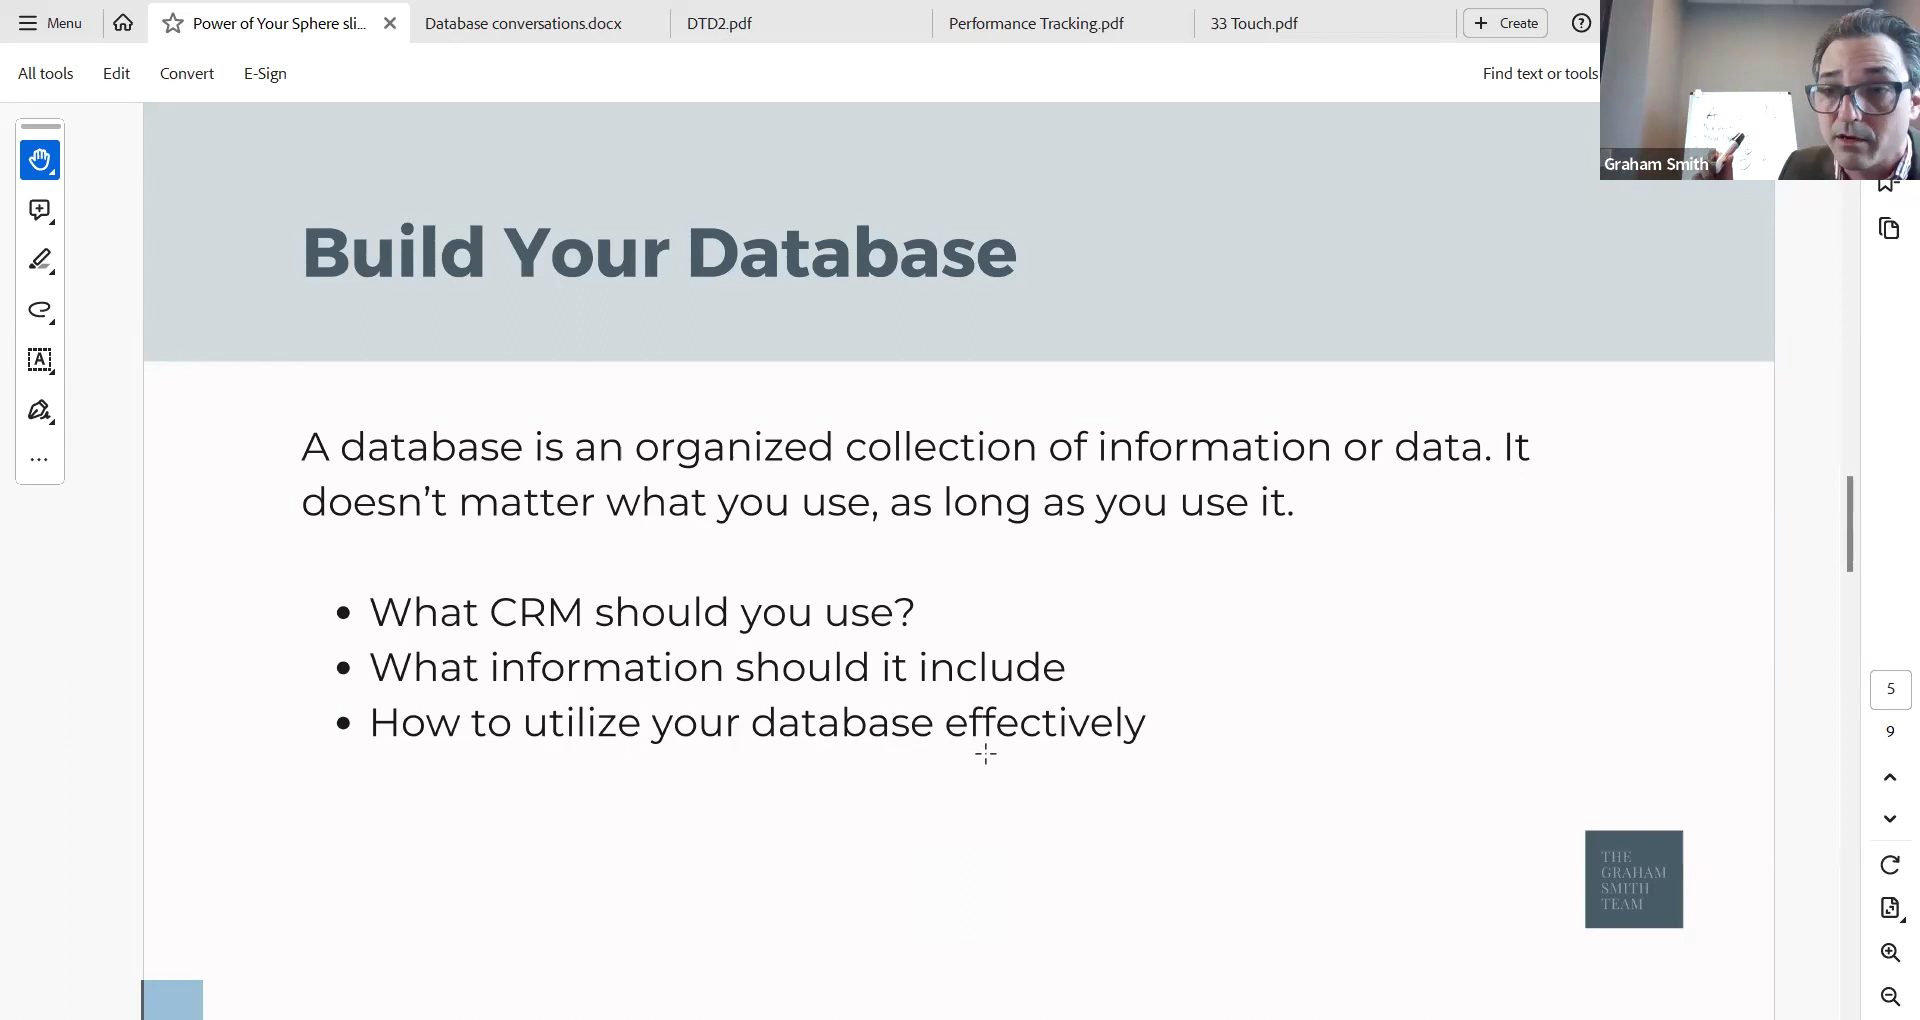 Menu
Power of Your Sphere sli...
Database conversations.docx
DTD2.pdf
Performance Tracking.pdf
33 Touch.pdf
Create
All tools
Edit
Convert
E-Sign
Find text or tools
Graham Smith
Build Your Database
A database is an organized collection of information or data. It
doesn’t matter what you use, as long as you use it.
• What CRM should you use?
• What information should it include
• How to utilize your database effectively
5
9
THE
GRAHAM
SMITH
TEAM